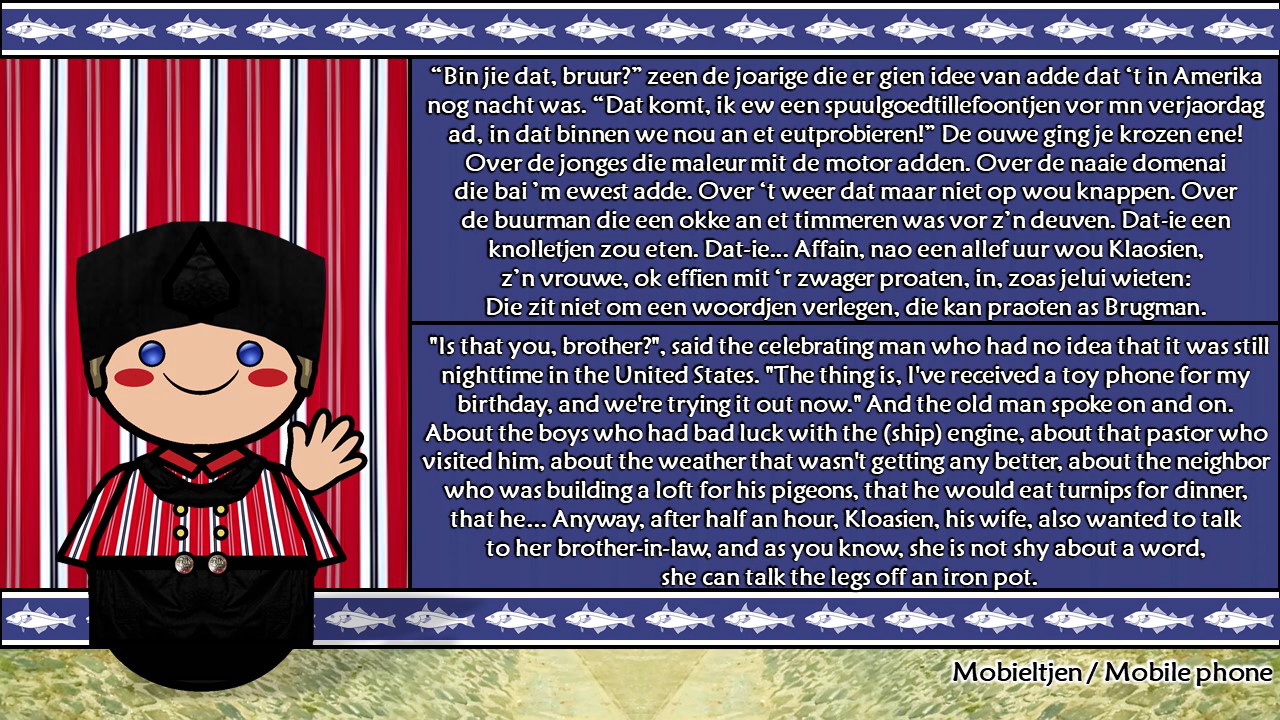 “Bin jie dat, bruur?” zeen de joarige die er gien idee van adde dat ‘t in Amerika
nog nacht was. “Dat komt, ik ew een spuulgoedtillefoontjen vor mn verjaordag
ad, in dat binnen we nou an et eutprobieren!” De ouwe ging je krozen ene!
Over de jonges die maleur mit de motor adden. Over de naaie domenai
die bai ’m ewest adde. Over ‘t weer dat maar niet op wou knappen. Over
de buurman die een okke an et timmeren was vor z’n deuven. Dat-ie een
knolletjen zou eten. Dat-ie... Affain, nao een allef uur wou Klaosien,
z’n vrouwe, ok effien mit ‘r zwager proaten, in, zoas jelui wieten:
Die zit niet om een woordjen verlegen, die kan praoten as Brugman.
"Is that you, brother?", said the celebrating man who had no idea that it was still
nighttime in the United States. "The thing is, I've received a toy phone for my
birthday, and we're trying it out now." And the old man spoke on and on.
About the boys who had bad luck with the (ship) engine, about that pastor who
visited him, about the weather that wasn't getting any better, about the neighbor
who was building a loft for his pigeons, that he would eat turnips for dinner,
that he... Anyway, after half an hour, Kloasien, his wife, also wanted to talk
to her brother-in-law, and as you know, she is not shy about a word,
she can talk the legs off an iron pot.
Mobieltjen / Mobile phone